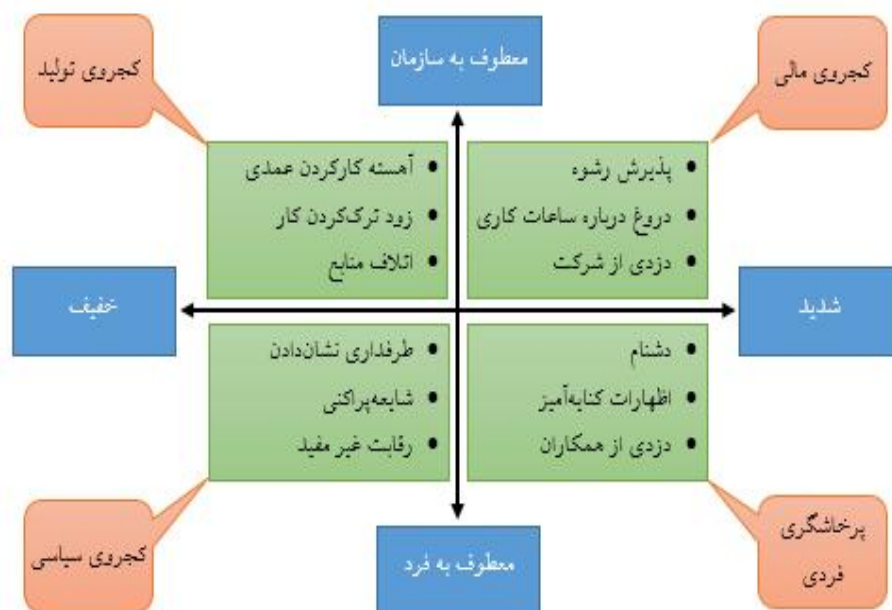 معطوف به سازمان
کجروی مالی
کجروی تولید
پذیرش رشوه
دروغ درباره ساعات کاری
دزدی از شرکت
آهسته کارکردن عمدی
زود ترک‌کردن کار
اتلاف منابع
شدید
خفیف
دشنام
اظهارات کنایه‌آمیز
دزدی از همکاران
طرفداری نشان‌دادن
شایعه‌پراکنی
رقابت غیر مفید
پرخاشگری
فردی
کجروی سیاسی
معطوف به فرد